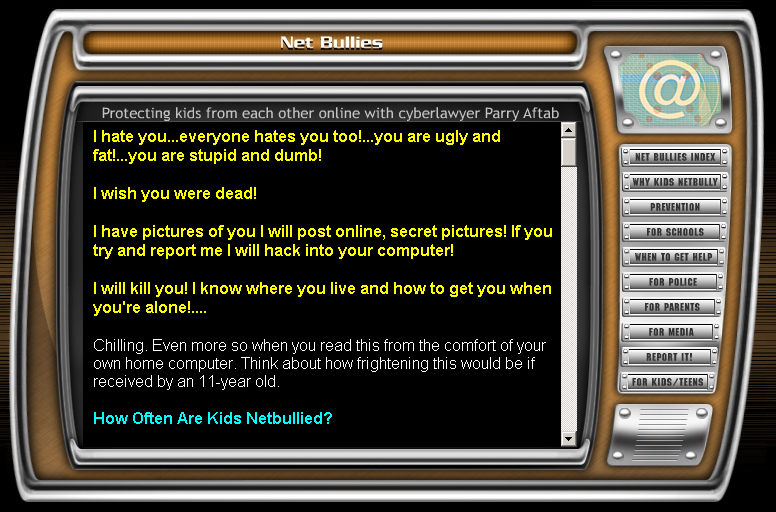 Net Bullies
Protecting kids from each other online with cyberlawyer Parry Aftab
I hate you...everyone hates you too!...you are ugly and
fat!...you are stupid and dumb!
I wish you were dead!
I have pictures of you I will post online, secret pictures! If you
try and report me I will hack into your computer!
I will kill you! I know where you live and how to get you when
you're alone!....
Chilling. Even more so when you read this from the comfort of your
own home computer. Think about how frightening this would be if
received by an 11-year old.
How Often Are Kids Netbullied?
@
NET BULLIES INDEX
WHY KIDS NETBULLY
PREVENTION
FOR SCHOOLS
WHEN TO GET HELP
FOR POLICE
FOR PARENTS
FOR MEDIA
REPORT IT!
FOR KIDS/TEENS